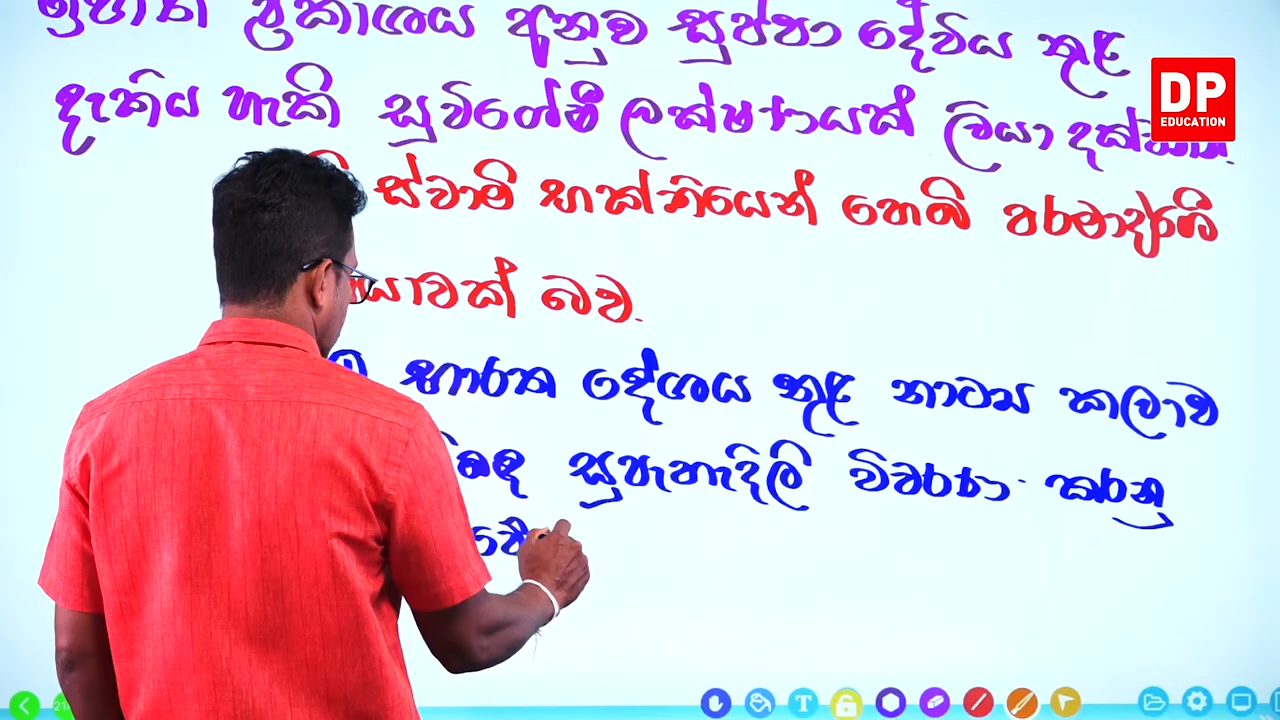 ප්‍රකාශය අනුව සුප්පා දේවිය තුළ
දැකිය හැකි සුවිශේෂී ලක්ෂණයක් ලියා දක්වන්න.
ස්වාමි භක්තියෙන් හෙබි පරමාදර්ශී
බව.
භාරත දේශය තුළ නාට්‍ය කලාව
සුපැහැදිලි විවරණ කරනු
DP
EDUCATION